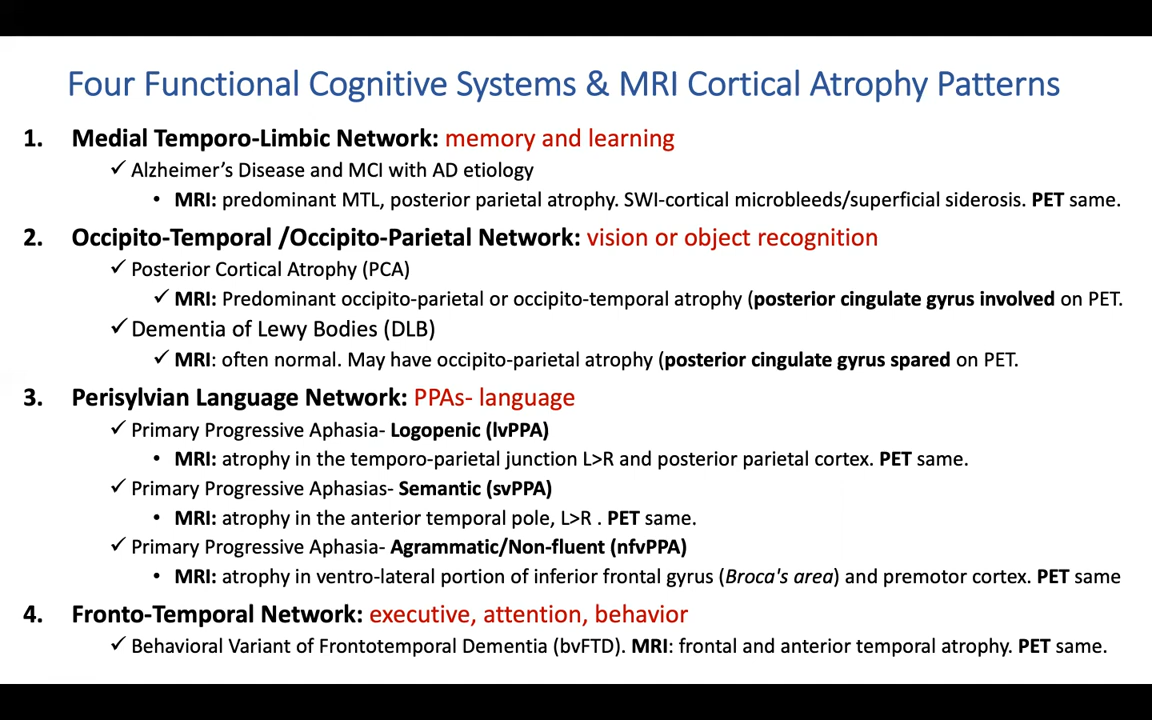 Four Functional Cognitive Systems & MRI Cortical Atrophy Patterns
1. Medial Temporo-Limbic Network: memory and learning
✓ Alzheimer’s Disease and MCI with AD etiology
• MRI: predominant MTL, posterior parietal atrophy. SWI-cortical microbleeds/superficial siderosis. PET same.
2. Occipito-Temporal /Occipito-Parietal Network: vision or object recognition
✓ Posterior Cortical Atrophy (PCA)
✓ MRI: Predominant occipito-parietal or occipito-temporal atrophy (posterior cingulate gyrus involved on PET.
✓ Dementia of Lewy Bodies (DLB)
✓ MRI: often normal. May have occipito-parietal atrophy (posterior cingulate gyrus spared on PET.
3. Perisylvian Language Network: PPAs- language
✓ Primary Progressive Aphasia- Logopenic (lvPPA)
• MRI: atrophy in the temporo-parietal junction L>R and posterior parietal cortex. PET same.
✓ Primary Progressive Aphasias- Semantic (svPPA)
• MRI: atrophy in the anterior temporal pole, L>R . PET same.
✓ Primary Progressive Aphasia- Agrammatic/Non-fluent (nfvPPA)
• MRI: atrophy in ventro-lateral portion of inferior frontal gyrus (Broca's area) and premotor cortex. PET same
4. Fronto-Temporal Network: executive, attention, behavior
✓ Behavioral Variant of Frontotemporal Dementia (bvFTD). MRI: frontal and anterior temporal atrophy. PET same.